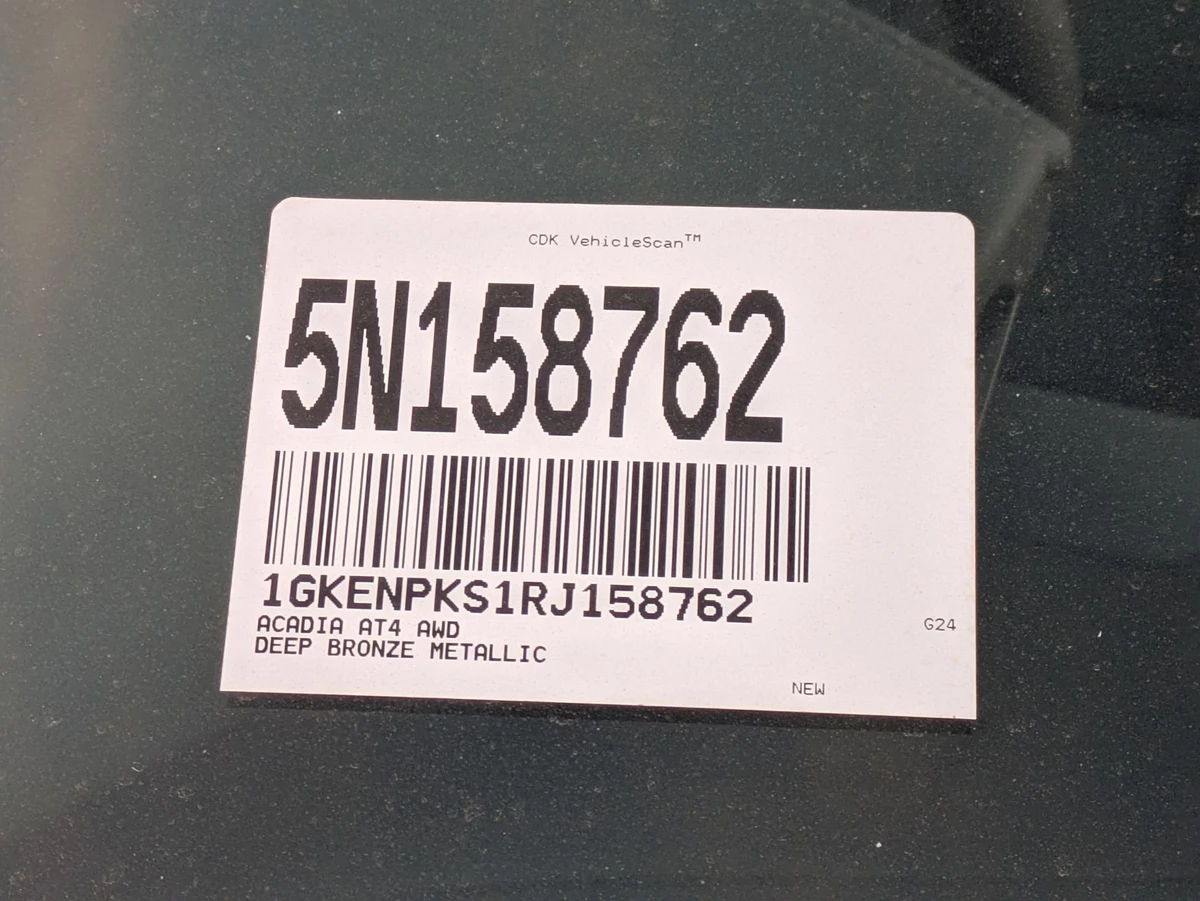 CDK VehicleScan™
5N158762
1GKENPKS1RJ158762
ACADIA AT4 AWD
DEEP BRONZE METALLIC
G24
NEW